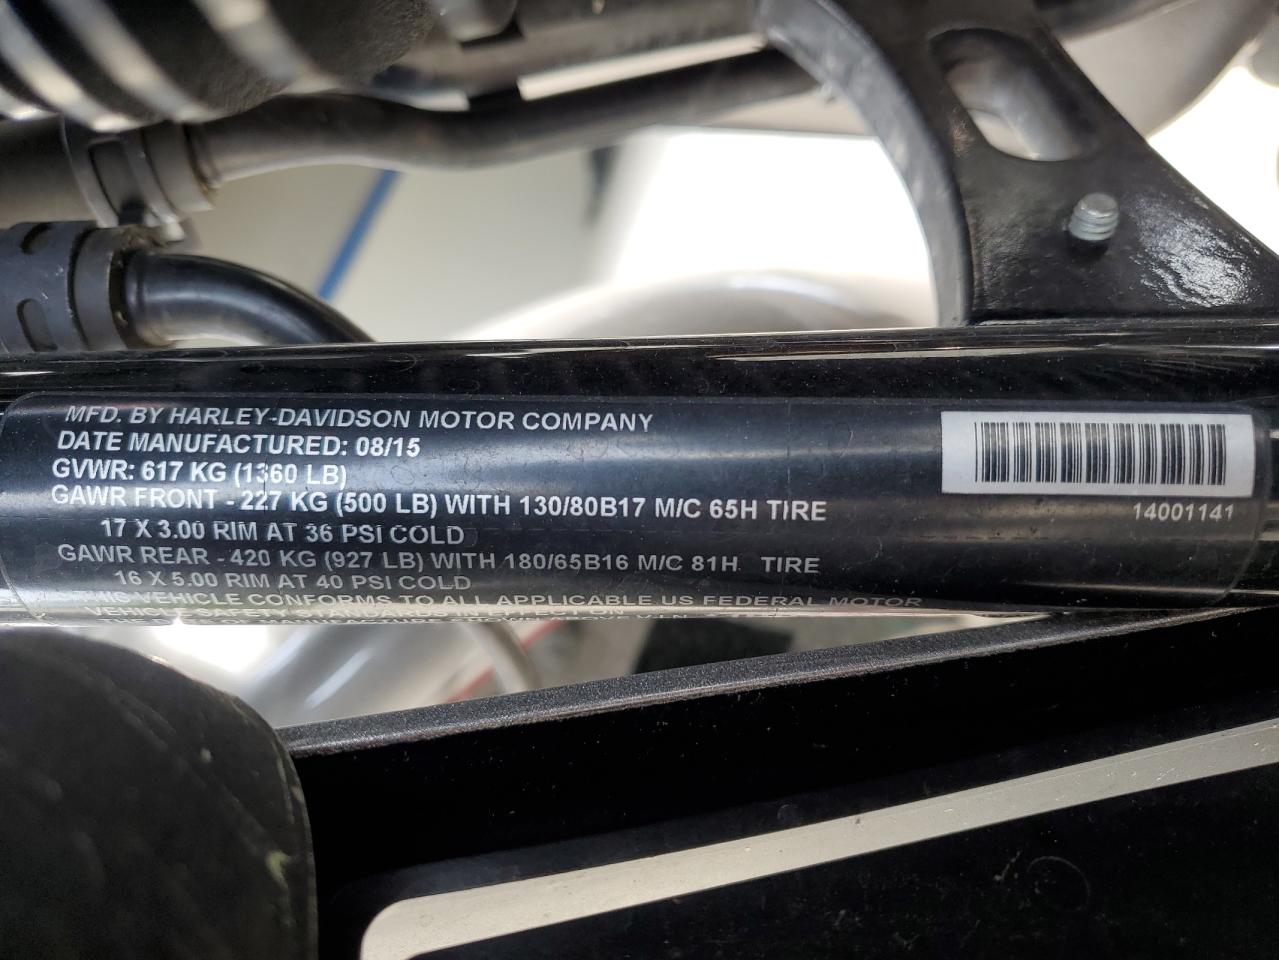 MFD. BY HARLEY-DAVIDSON MOTOR COMPANY
DATE MANUFACTURED: 08/15
GVWR: 617 KG (1360 LB)
GAWR FRONT - 227 KG (500 LB) WITH 130/80B17 M/C 65H TIRE
17 X 3.00 RIM AT 36 PSI COLD
GAWR REAR - 420 KG (927 LB) WITH 180/65B16 M/C 81H TIRE
16 X 5.00 RIM AT 40 PSI COLD
THIS VEHICLE CONFORMS TO ALL APPLICABLE US FEDERAL MOTOR
VEHICLE
14001141